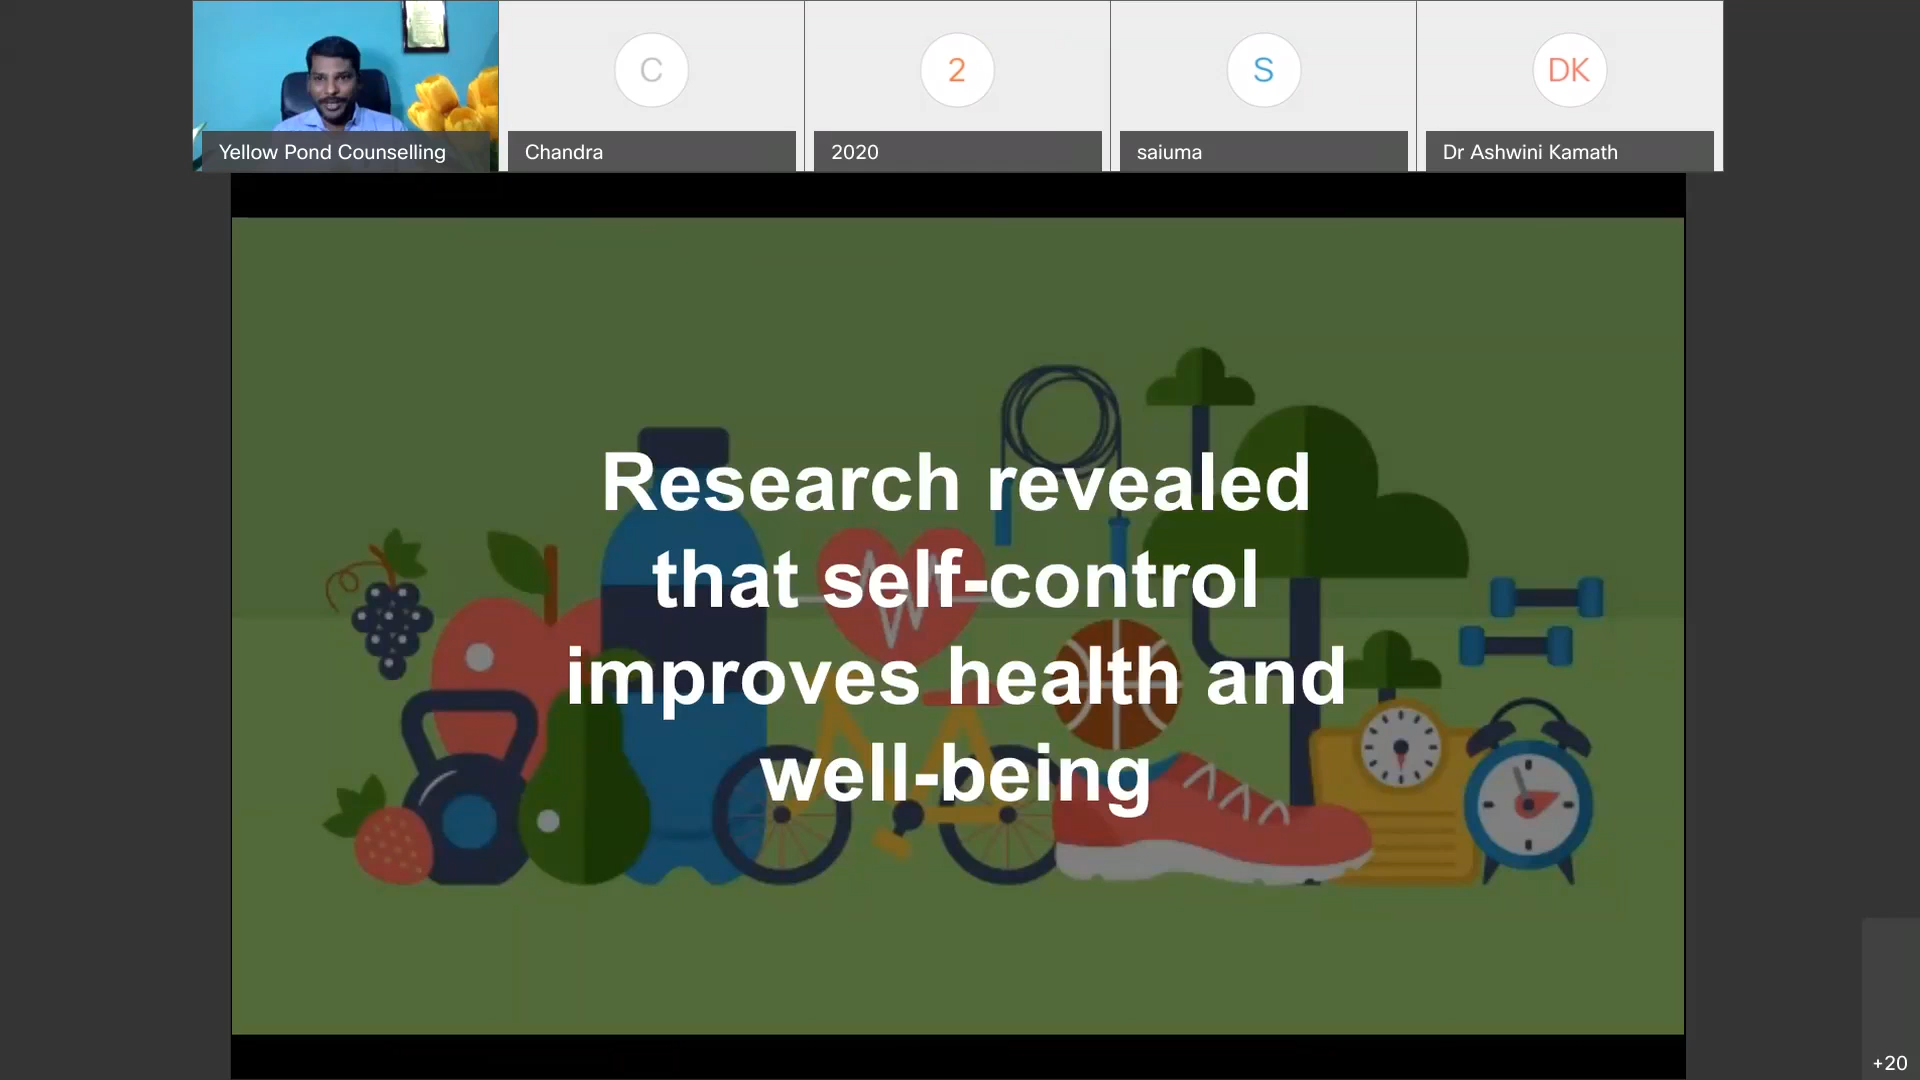 C
2
S
DK
Yellow Pond Counselling
Chandra
2020
saiuma
Dr Ashwini Kamath
Research revealed
that self-control
improves health and
well-being
+20